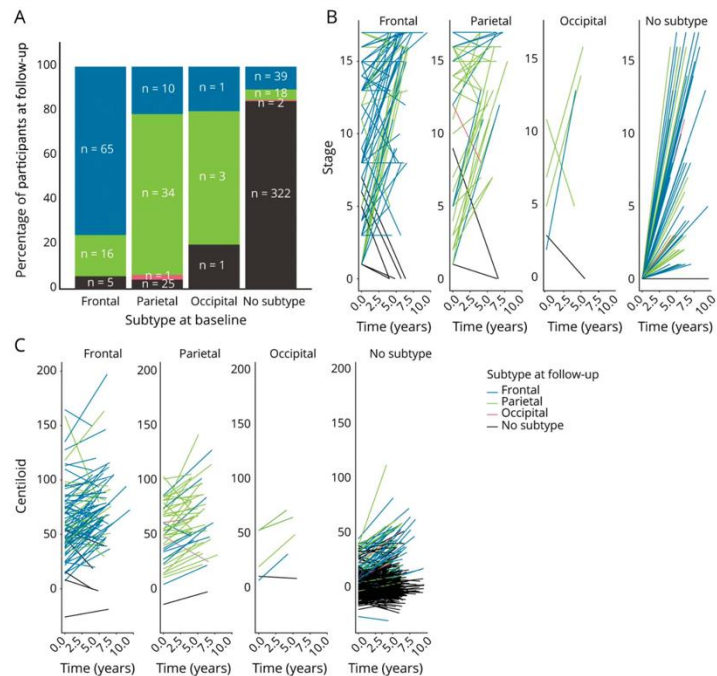 A
Percentage of participants at follow-up
100
80
60
40
20
0
n = 65
n = 16
n = 5
n = 10
n = 34
n = 1
n = 25
n = 1
n = 3
n = 1
n = 39
n = 18
n = 2
n = 322
Frontal Parietal Occipital No subtype
Subtype at baseline
B
Frontal Parietal Occipital No subtype
Stage
15
10
5
0
15
10
5
0
15
10
5
0
15
10
5
0
0.0 2.5 5.0 7.5 10.0
0.0 2.5 5.0 7.5 10.0
0.0 2.5 5.0 7.5 10.0
0.0 2.5 5.0 7.5 10.0
Time (years) Time (years) Time (years) Time (years)
C
Frontal Parietal Occipital No subtype
Centiloid
200
150
100
50
0
200
150
100
50
0
200
150
100
50
0
200
150
100
50
0
0.0 2.5 5.0 7.5 10.0
0.0 2.5 5.0 7.5 10.0
0.0 2.5 5.0 7.5 10.0
0.0 2.5 5.0 7.5 10.0
Time (years) Time (years) Time (years) Time (years)
Subtype at follow-up
Frontal
Parietal
Occipital
No subtype